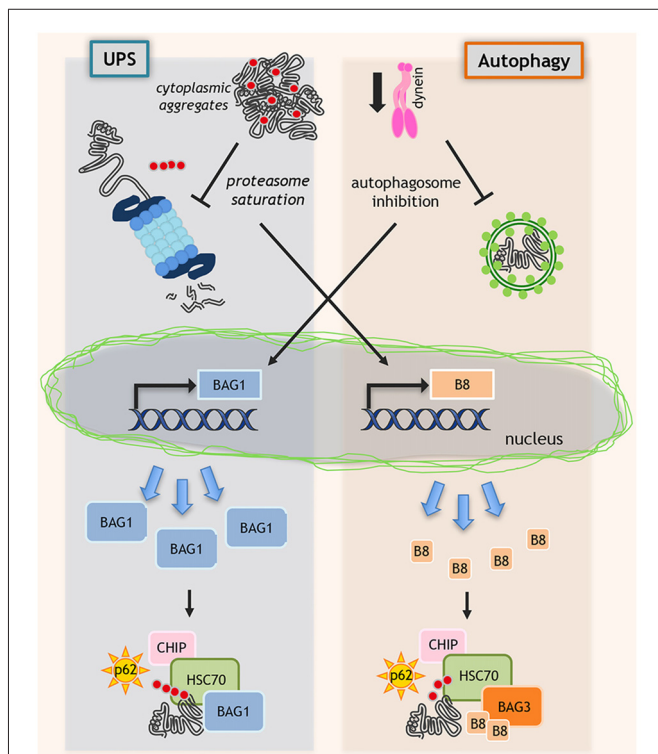 UPS
Autophagy
cytoplasmic
aggregates
dynein
proteasome
saturation
autophagosome
inhibition
BAG1
B8
nucleus
BAG1
BAG1
BAG1
B8
B8
B8
B8
CHIP
p62
HSC70
BAG1
CHIP
p62
HSC70
BAG3
B8
B8